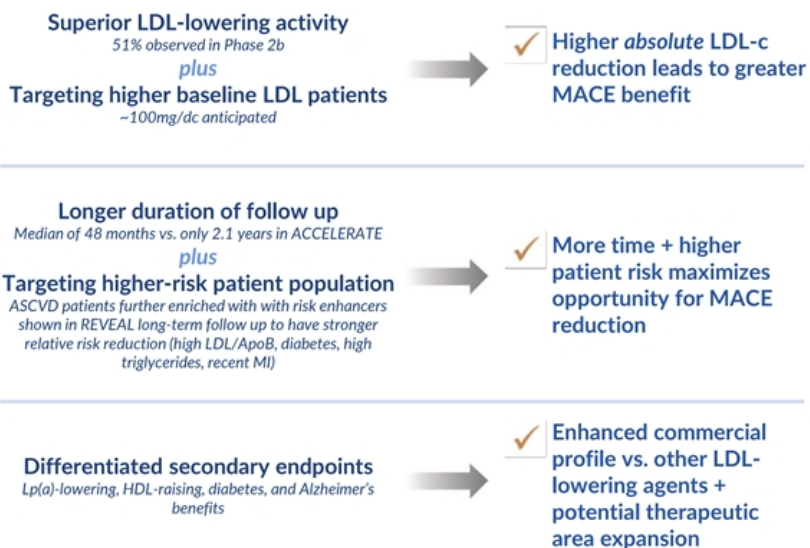 Superior LDL-lowering activity
51% observed in Phase 2b
plus
Targeting higher baseline LDL patients
~100mg/dc anticipated
Higher absolute LDL-c
reduction leads to greater
MACE benefit
Longer duration of follow up
Median of 48 months vs. only 2.1 years in ACCELERATE
plus
Targeting higher-risk patient population
ASCVD patients further enriched with with risk enhancers
shown in REVEAL long-term follow up to have stronger
relative risk reduction (high LDL/ApoB, diabetes, high
triglycerides, recent MI)
More time + higher
patient risk maximizes
opportunity for MACE
reduction
Differentiated secondary endpoints
Lp(a)-lowering, HDL-raising, diabetes, and Alzheimer's
benefits
Enhanced commercial
profile vs. other LDL-
lowering agents +
potential therapeutic
area expansion